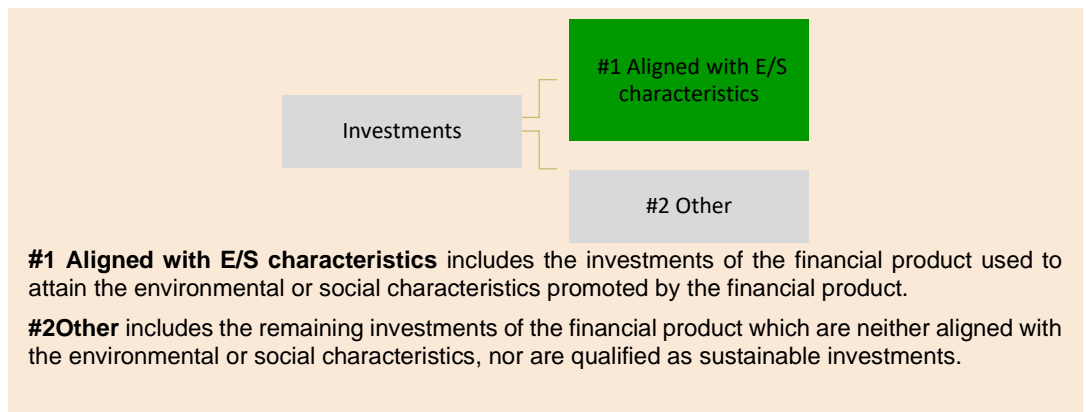 #1 Aligned with E/S
characteristics
Investments
#2 Other
#1 Aligned with E/S characteristics includes the investments of the financial product used to
attain the environmental or social characteristics promoted by the financial product.
#2Other includes the remaining investments of the financial product which are neither aligned with
the environmental or social characteristics, nor are qualified as sustainable investments.